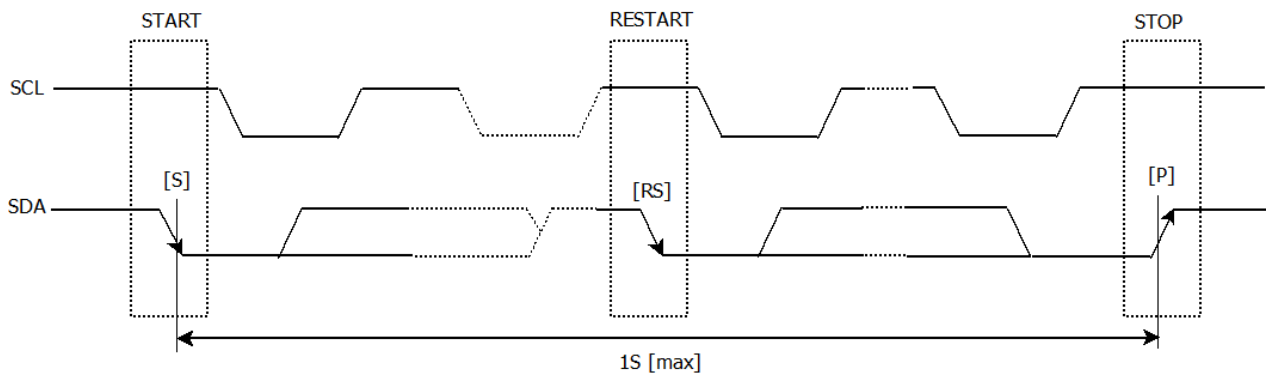 START
RESTART
STOP
SCL
[S]
[RS]
[P]
SDA
1S [max]